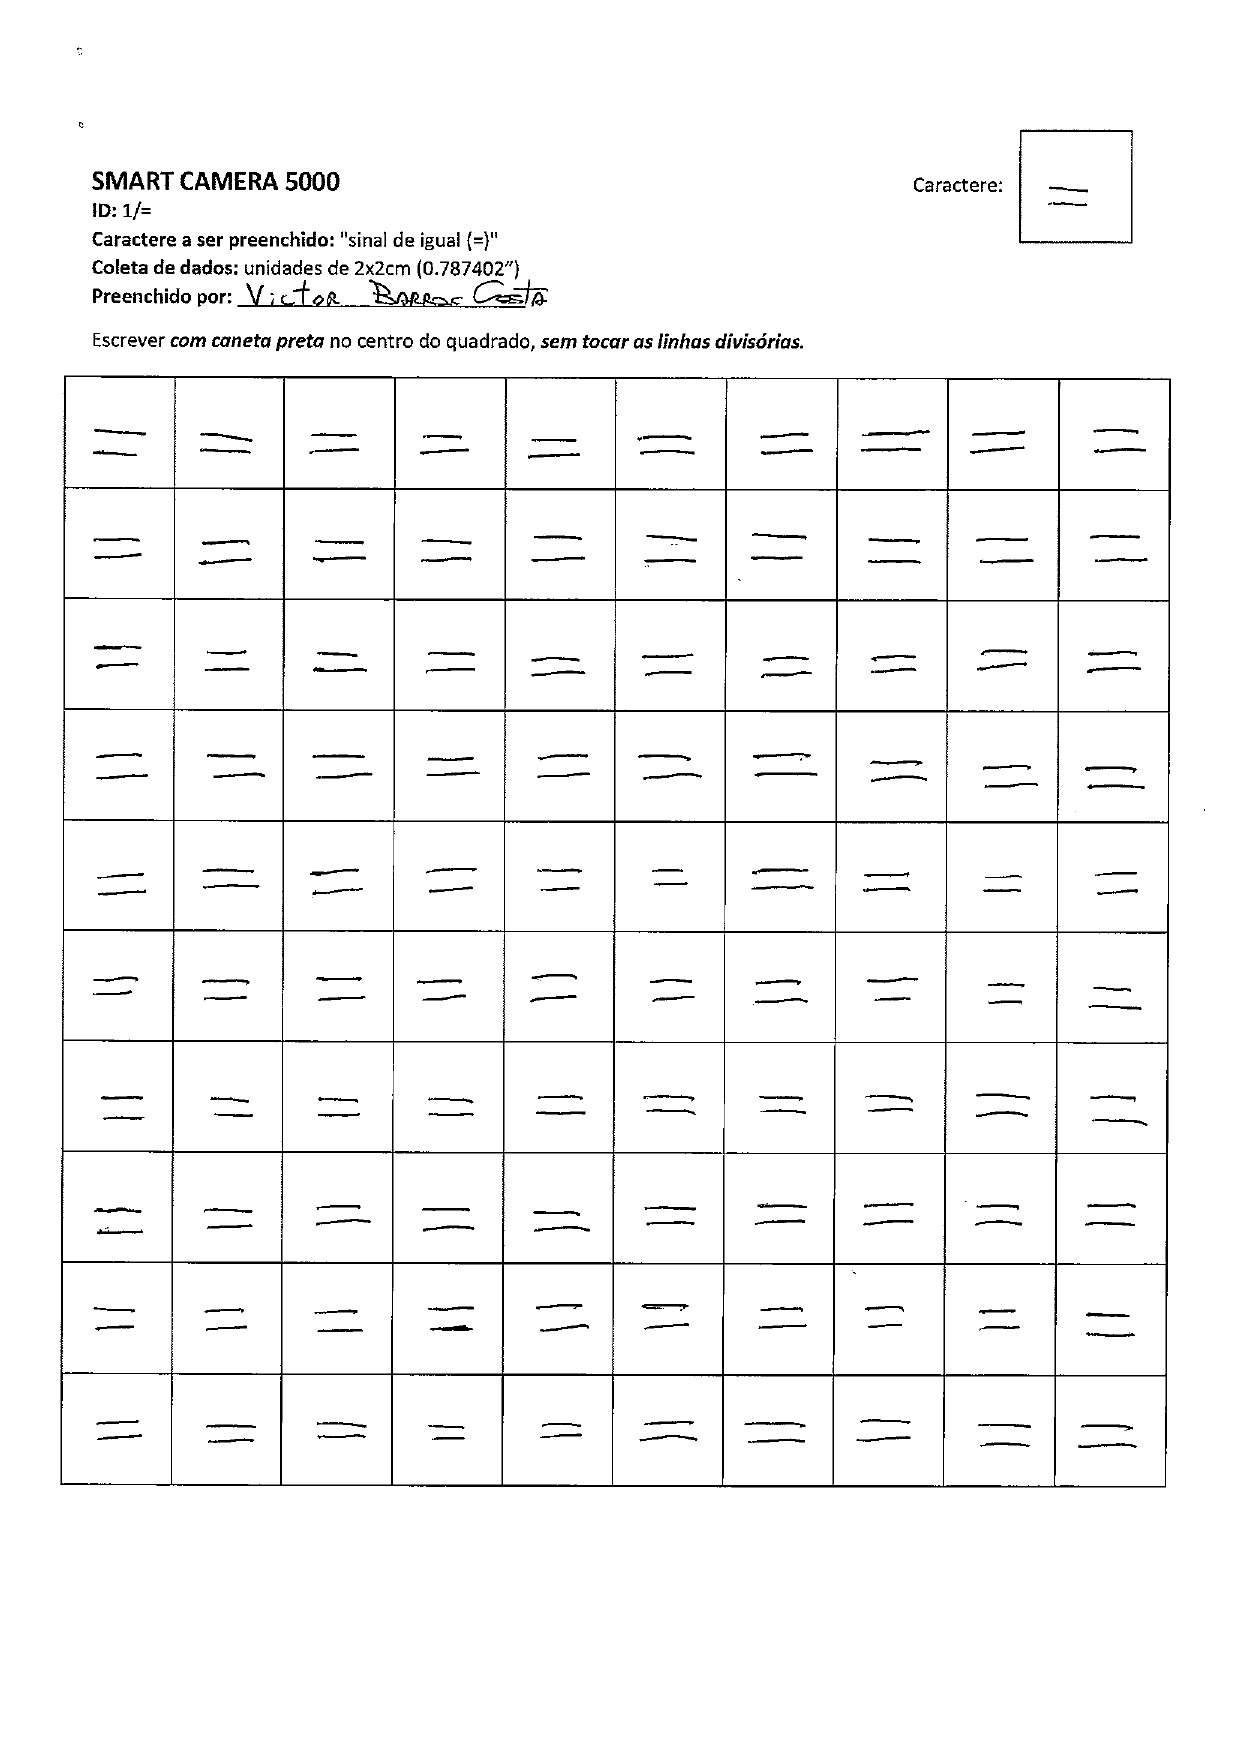 SMART CAMERA 5000
Caractere: =
ID: 1/=
Caractere a ser preenchido: "sinal de igual (=)"
Coleta de dados: unidades de 2x2cm (0.787402")
Preenchido por: Victor Barros Costa
Escrever com caneta preta no centro do quadrado, sem tocar as linhas divisórias.
= = = = = = = = = =
= = = = = = = = = =
= = = = = = = = = =
= = = = = = = = = =
= = = = = = = = = =
= = = = = = = = = =
= = = = = = = = = =
= = = = = = = = = =
= = = = = = = = = =
= = = = = = = = = =